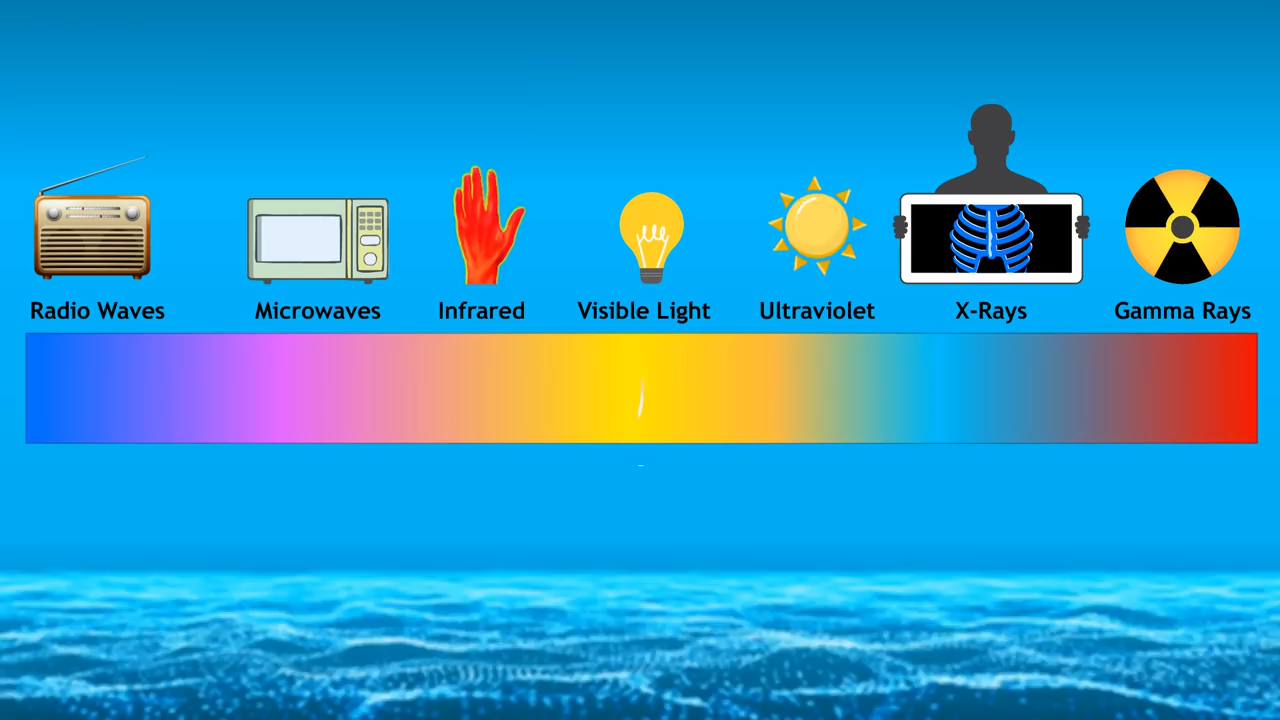 Radio Waves
Microwaves
Infrared
Visible Light
Ultraviolet
X-Rays
Gamma Rays